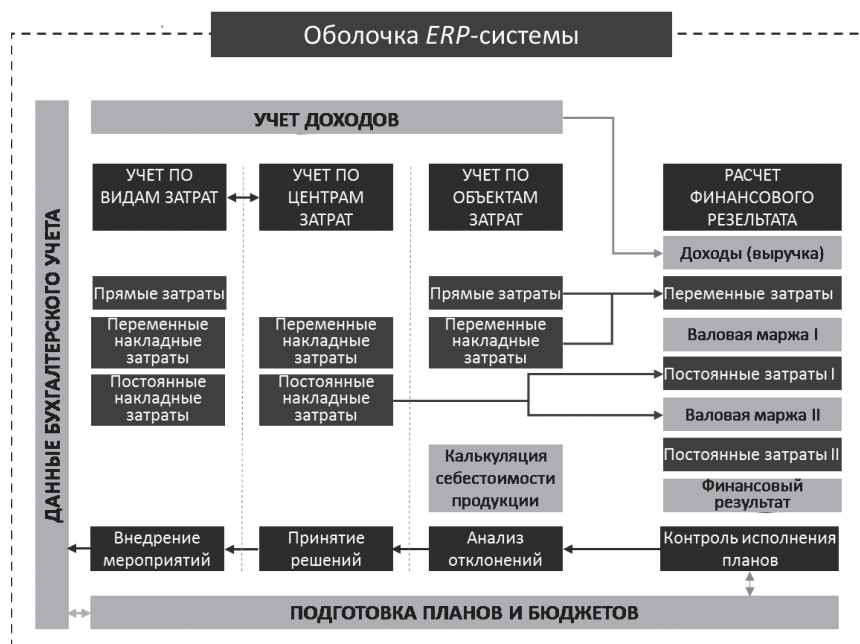 Оболочка ERP-системы
ДАННЫЕ БУХГАЛТЕРСКОГО УЧЕТА
УЧЕТ ДОХОДОВ
УЧЕТ ПО
ВИДАМ ЗАТРАТ
УЧЕТ ПО
ЦЕНТРАМ
ЗАТРАТ
УЧЕТ ПО
ОБЪЕКТАМ
ЗАТРАТ
РАСЧЕТ
ФИНАНСОВОГО
РЕЗЕЛЬТАТА
Доходы (выручка)
Прямые затраты
Прямые затраты
Переменные затраты
Переменные
накладные
затраты
Переменные
накладные
затраты
Переменные
накладные
затраты
Валовая маржа I
Постоянные
накладные
затраты
Постоянные
накладные
затраты
Постоянные затраты I
Валовая маржа II
Калькуляция
себестоимости
продукции
Постоянные затраты II
Финансовый
результат
Внедрение
мероприятий
Принятие
решений
Анализ
отклонений
Контроль исполнения
планов
ПОДГОТОВКА ПЛАНОВ И БЮДЖЕТОВ